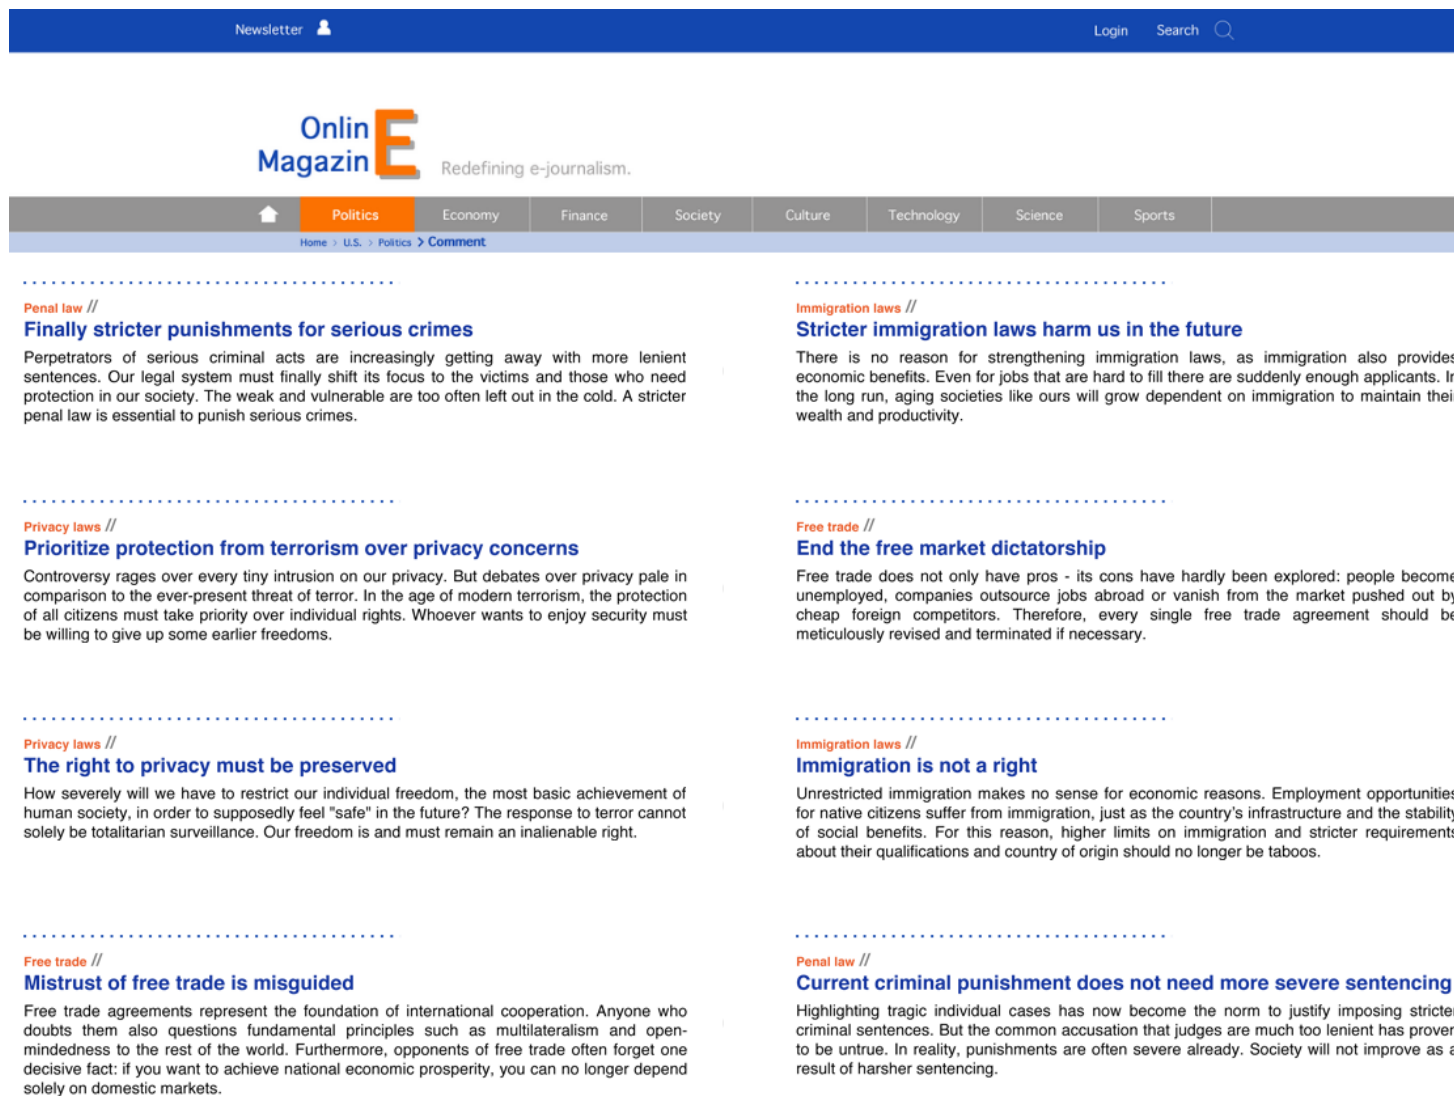 Newsletter
Login Search
Onlin E
Magazin
Redefining e-journalism.
Politics Economy Finance Society Culture Technology Science Sports
Home > U.S. > Politics > Comment
Penal law //
Finally stricter punishments for serious crimes
Perpetrators of serious criminal acts are increasingly getting away with more lenient
sentences. Our legal system must finally shift its focus to the victims and those who need
protection in our society. The weak and vulnerable are too often left out in the cold. A stricter
penal law is essential to punish serious crimes.
Immigration laws //
Stricter immigration laws harm us in the future
There is no reason for strengthening immigration laws, as immigration also provides
economic benefits. Even for jobs that are hard to fill there are suddenly enough applicants. In
the long run, aging societies like ours will grow dependent on immigration to maintain their
wealth and productivity.
Privacy laws //
Prioritize protection from terrorism over privacy concerns
Controversy rages over every tiny intrusion on our privacy. But debates over privacy pale in
comparison to the ever-present threat of terror. In the age of modern terrorism, the protection
of all citizens must take priority over individual rights. Whoever wants to enjoy security must
be willing to give up some earlier freedoms.
Free trade //
End the free market dictatorship
Free trade does not only have pros - its cons have hardly been explored: people become
unemployed, companies outsource jobs abroad or vanish from the market pushed out by
cheap foreign competitors. Therefore, every single free trade agreement should be
meticulously revised and terminated if necessary.
Privacy laws //
The right to privacy must be preserved
How severely will we have to restrict our individual freedom, the most basic achievement of
human society, in order to supposedly feel "safe" in the future? The response to terror cannot
solely be totalitarian surveillance. Our freedom is and must remain an inalienable right.
Immigration laws //
Immigration is not a right
Unrestricted immigration makes no sense for economic reasons. Employment opportunities
for native citizens suffer from immigration, just as the country's infrastructure and the stability
of social benefits. For this reason, higher limits on immigration and stricter requirements
about their qualifications and country of origin should no longer be taboos.
Free trade //
Mistrust of free trade is misguided
Free trade agreements represent the foundation of international cooperation. Anyone who
doubts them also questions fundamental principles such as multilateralism and open-
mindedness to the rest of the world. Furthermore, opponents of free trade often forget one
decisive fact: if you want to achieve national economic prosperity, you can no longer depend
solely on domestic markets.
Penal law //
Current criminal punishment does not need more severe sentencing
Highlighting tragic individual cases has now become the norm to justify imposing stricter
criminal sentences. But the common accusation that judges are much too lenient has proven
to be untrue. In reality, punishments are often severe already. Society will not improve as a
result of harsher sentencing.